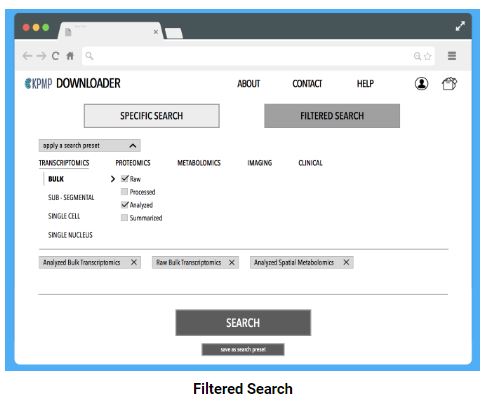 KPMP DOWNLOADER ABOUT CONTACT HELP
SPECIFIC SEARCH FILTERED SEARCH
apply a search preset
TRANSCRIPTOMICS PROTEOMICS METABOLOMICS IMAGING CLINICAL
BULK Raw
Processed
SUB - SEGMENTAL
Analyzed
SINGLE CELL Summarized
SINGLE NUCLEUS
Analyzed Bulk Transcriptomics X Raw Bulk Transcriptomics X Analyzed Spatial Metabolomics X
SEARCH
save as search preset
Filtered Search